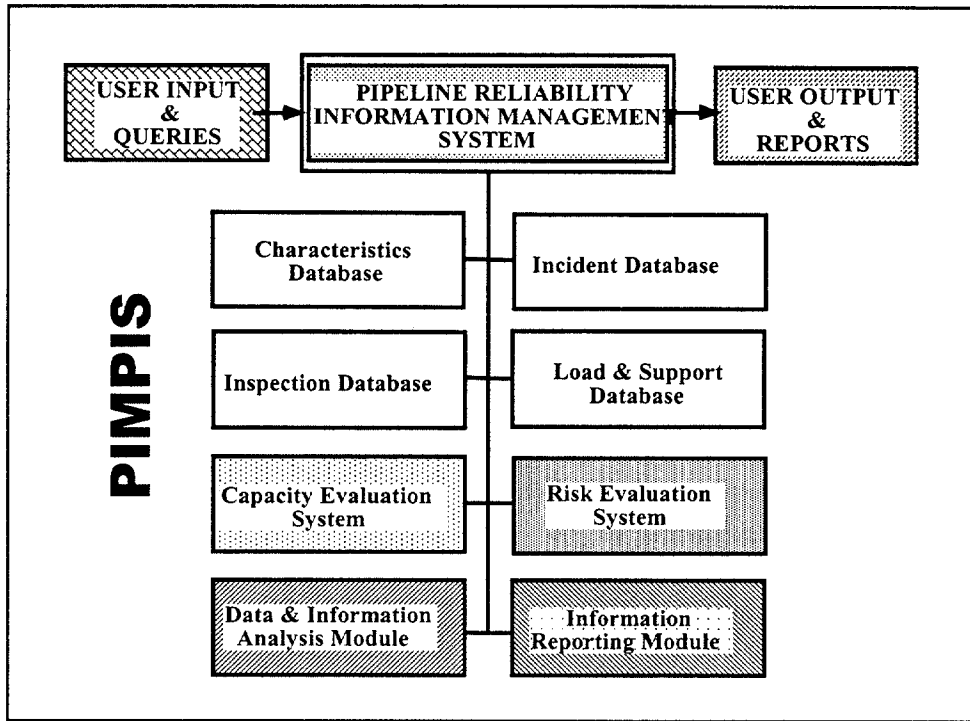 USER INPUT
&
QUERIES
PIPELINE RELIABILITY
INFORMATION MANAGEMENT
SYSTEM
USER OUTPUT
&
REPORTS
Characteristics
Database
Incident Database
Inspection Database
Load & Support
Database
Capacity Evaluation
System
Risk Evaluation
System
Data & Information
Analysis Module
Information
Reporting Module
PIMPIS